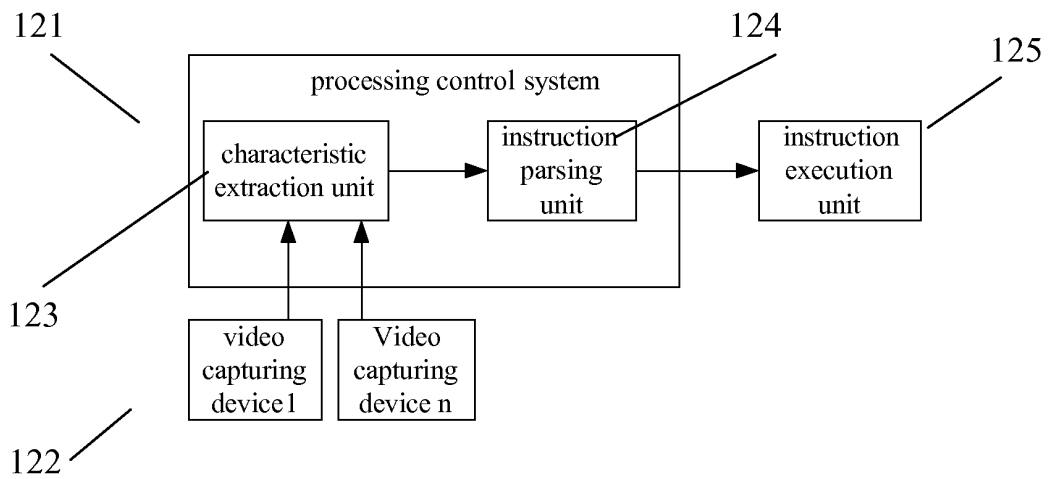 121
124
125
processing control system
characteristic
extraction unit
instruction
parsing
unit
instruction
execution
unit
123
video
capturing
device1
Video
capturing
device n
122